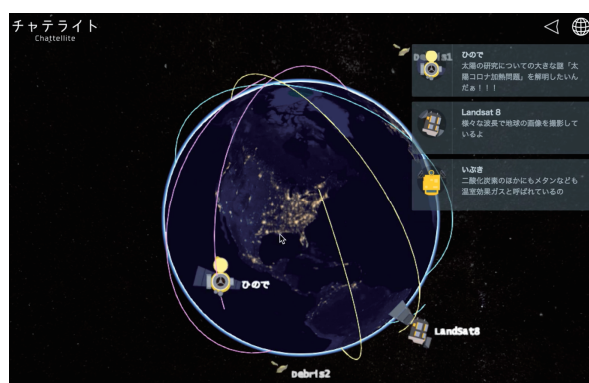 チャテライト
Chattellite
Debris1
ひので
太陽の研究についての大きな謎「太
陽コロナ加熱問題」を解明したいん
だぁ！！！
Landsat 8
様々な波長で地球の画像を撮影して
いるよ
いぶき
二酸化炭素のほかにもメタンなども
温室効果ガスと呼ばれているの
ひので
LandSat8
Debris2